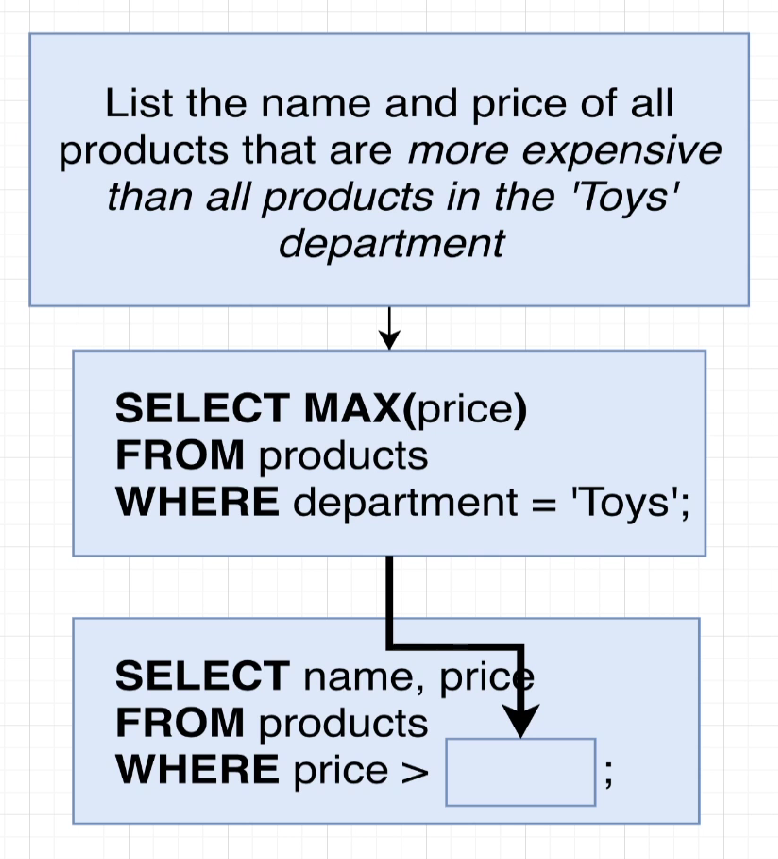 List the name and price of all
products that are more expensive
than all products in the 'Toys'
department
SELECT MAX(price)
FROM products
WHERE department = 'Toys';
SELECT name, price
FROM products
WHERE price > ;